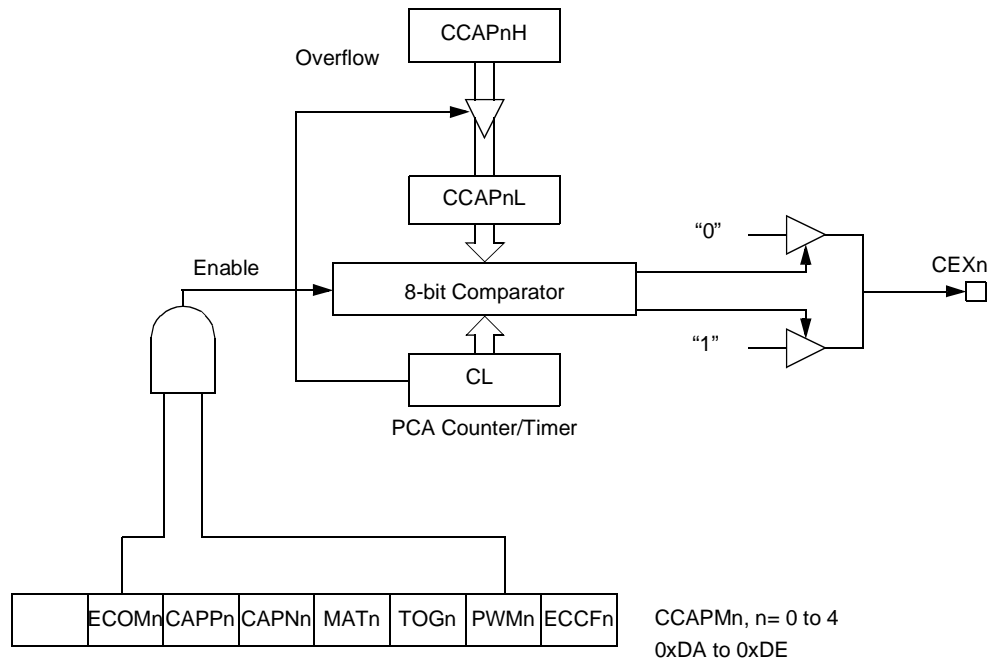 CCAPnH
Overflow
CCAPnL
“0”
Enable
8-bit Comparator
CEXn
“1”
CL
PCA Counter/Timer
ECOMn CAPPn CAPNn MATn TOGn PWMn ECCFn
CCAPMn, n= 0 to 4
0xDA to 0xDE